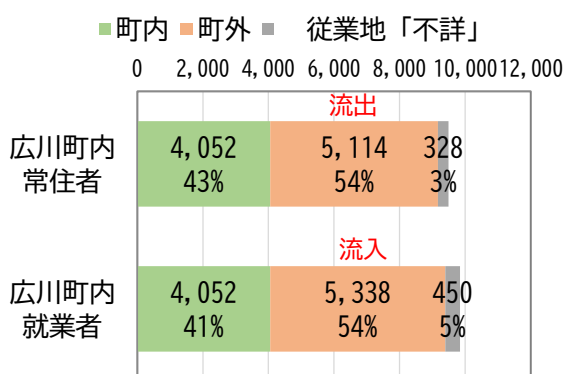 町内 町外 従業地「不詳」
0 2,000 4,000 6,000 8,000 10,000 12,000
流出
広川町内 4,052 5,114 328
常住者 43% 54% 3%
流入
広川町内 4,052 5,338 450
就業者 41% 54% 5%